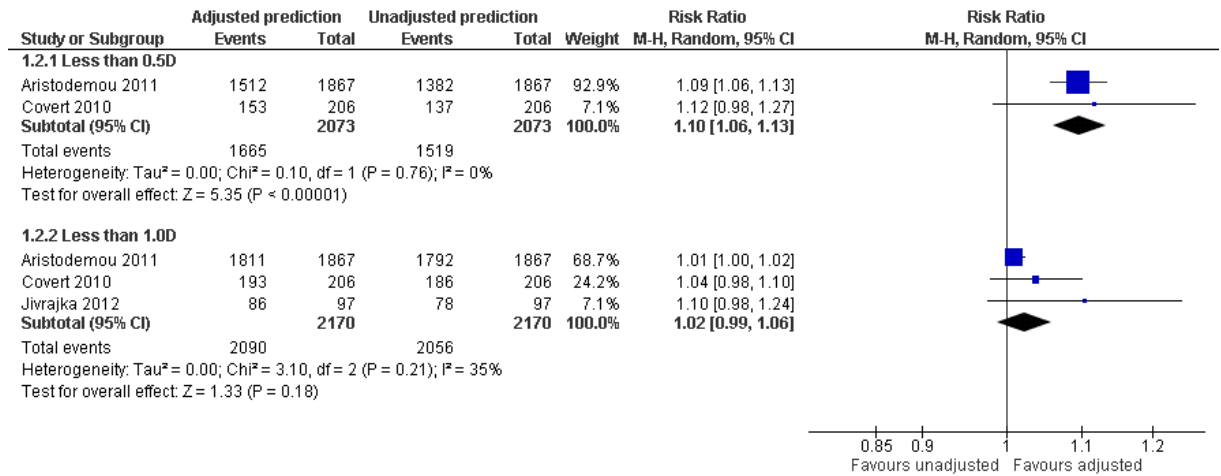 Adjusted prediction Unadjusted prediction Risk Ratio Risk Ratio
Study or Subgroup Events Total Events Total Weight M-H, Random, 95% CI M-H, Random, 95% CI
1.2.1 Less than 0.5D
Aristodemou 2011 1512 1867 1382 1867 92.9% 1.09 [1.06, 1.13]
Covert 2010 153 206 137 206 7.1% 1.12 [0.98, 1.27]
Subtotal (95% CI) 2073 2073 100.0% 1.10 [1.06, 1.13]
Total events 1665 1519
Heterogeneity: Tau² = 0.00; Chi² = 0.10, df = 1 (P = 0.76); I² = 0%
Test for overall effect: Z = 5.35 (P < 0.00001)
1.2.2 Less than 1.0D
Aristodemou 2011 1811 1867 1792 1867 68.7% 1.01 [1.00, 1.02]
Covert 2010 193 206 186 206 24.2% 1.04 [0.98, 1.10]
Jivrajka 2012 86 97 78 97 7.1% 1.10 [0.98, 1.24]
Subtotal (95% CI) 2170 2170 100.0% 1.02 [0.99, 1.06]
Total events 2090 2056
Heterogeneity: Tau² = 0.00; Chi² = 3.10, df = 2 (P = 0.21); I² = 35%
Test for overall effect: Z = 1.33 (P = 0.18)
0.85 0.9 1 1.1 1.2
Favours unadjusted Favours adjusted